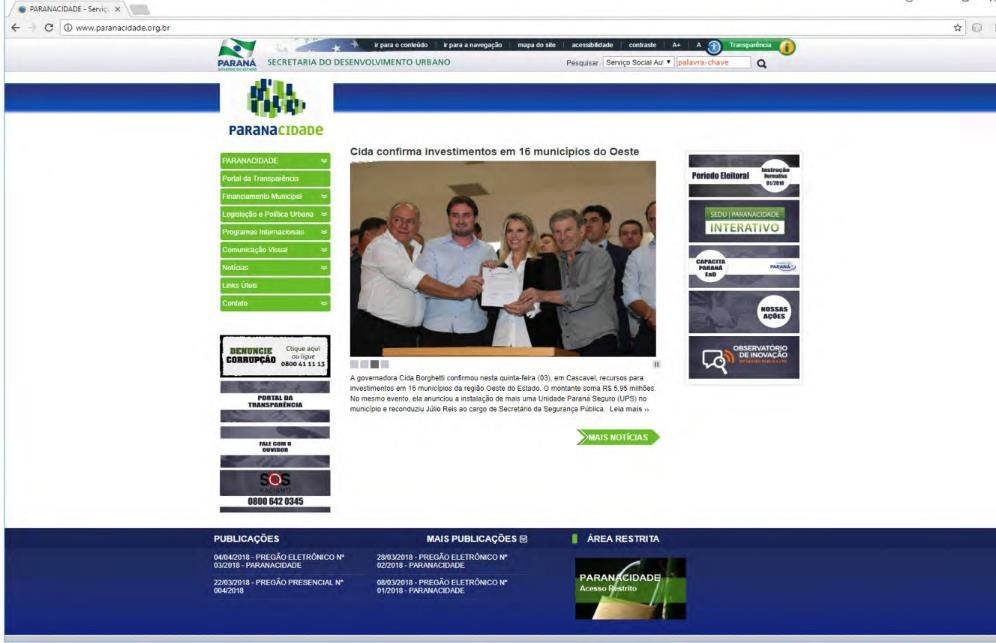 PARANACIDADE - Serviç
www.paranacidade.org.br
ir para o conteúdo ir para a navegação mapa do site acessibilidade contraste A+ A Transparência
PARANÁ
GOVERNO DO ESTADO
SECRETARIA DO DESENVOLVIMENTO URBANO
Pesquisar Serviço Social Au palavra-chave
PARANACIDADE
Cida confirma investimentos em 16 municípios do Oeste
PARANACIDADE
Portal da Transparência
Financiamento Municipal
Legislação e Política Urbana
Programas Internacionais
Comunicação Visual
Notícias
Links Úteis
Contato
DENUNCIE
CORRUPÇÃO
Clique aqui
ou ligue
0800 41 11 13
PORTAL DA
TRANSPARÊNCIA
FALE COM O
OUVIDOR
SOS
RACISMO
0800 642 0345
A governadora Cida Borghetti confirmou nesta quinta-feira (03), em Cascavel, recursos para
investimentos em 16 municípios da região Oeste do Estado. O montante soma R$ 5,95 milhões.
No mesmo evento, ela anunciou a instalação de mais uma Unidade Paraná Seguro (UPS) no
município e reconduziu Júlio Reis ao cargo de Secretário da Segurança Pública. Leia mais ››
MAIS NOTÍCIAS
Período Eleitoral
Instrução
Normativa
01/2018
SEDU | PARANACIDADE
INTERATIVO
CAPACITA
PARANÁ
EaD
PARANÁ
NOSSAS
AÇÕES
OBSERVATÓRIO
DE INOVAÇÃO
PUBLICAÇÕES
MAIS PUBLICAÇÕES
ÁREA RESTRITA
04/04/2018 - PREGÃO ELETRÔNICO Nº
03/2018 - PARANACIDADE
28/03/2018 - PREGÃO ELETRÔNICO Nº
02/2018 - PARANACIDADE
22/03/2018 - PREGÃO PRESENCIAL Nº
004/2018
08/03/2018 - PREGÃO ELETRÔNICO Nº
01/2018 - PARANACIDADE
PARANACIDADE
Acesso Restrito